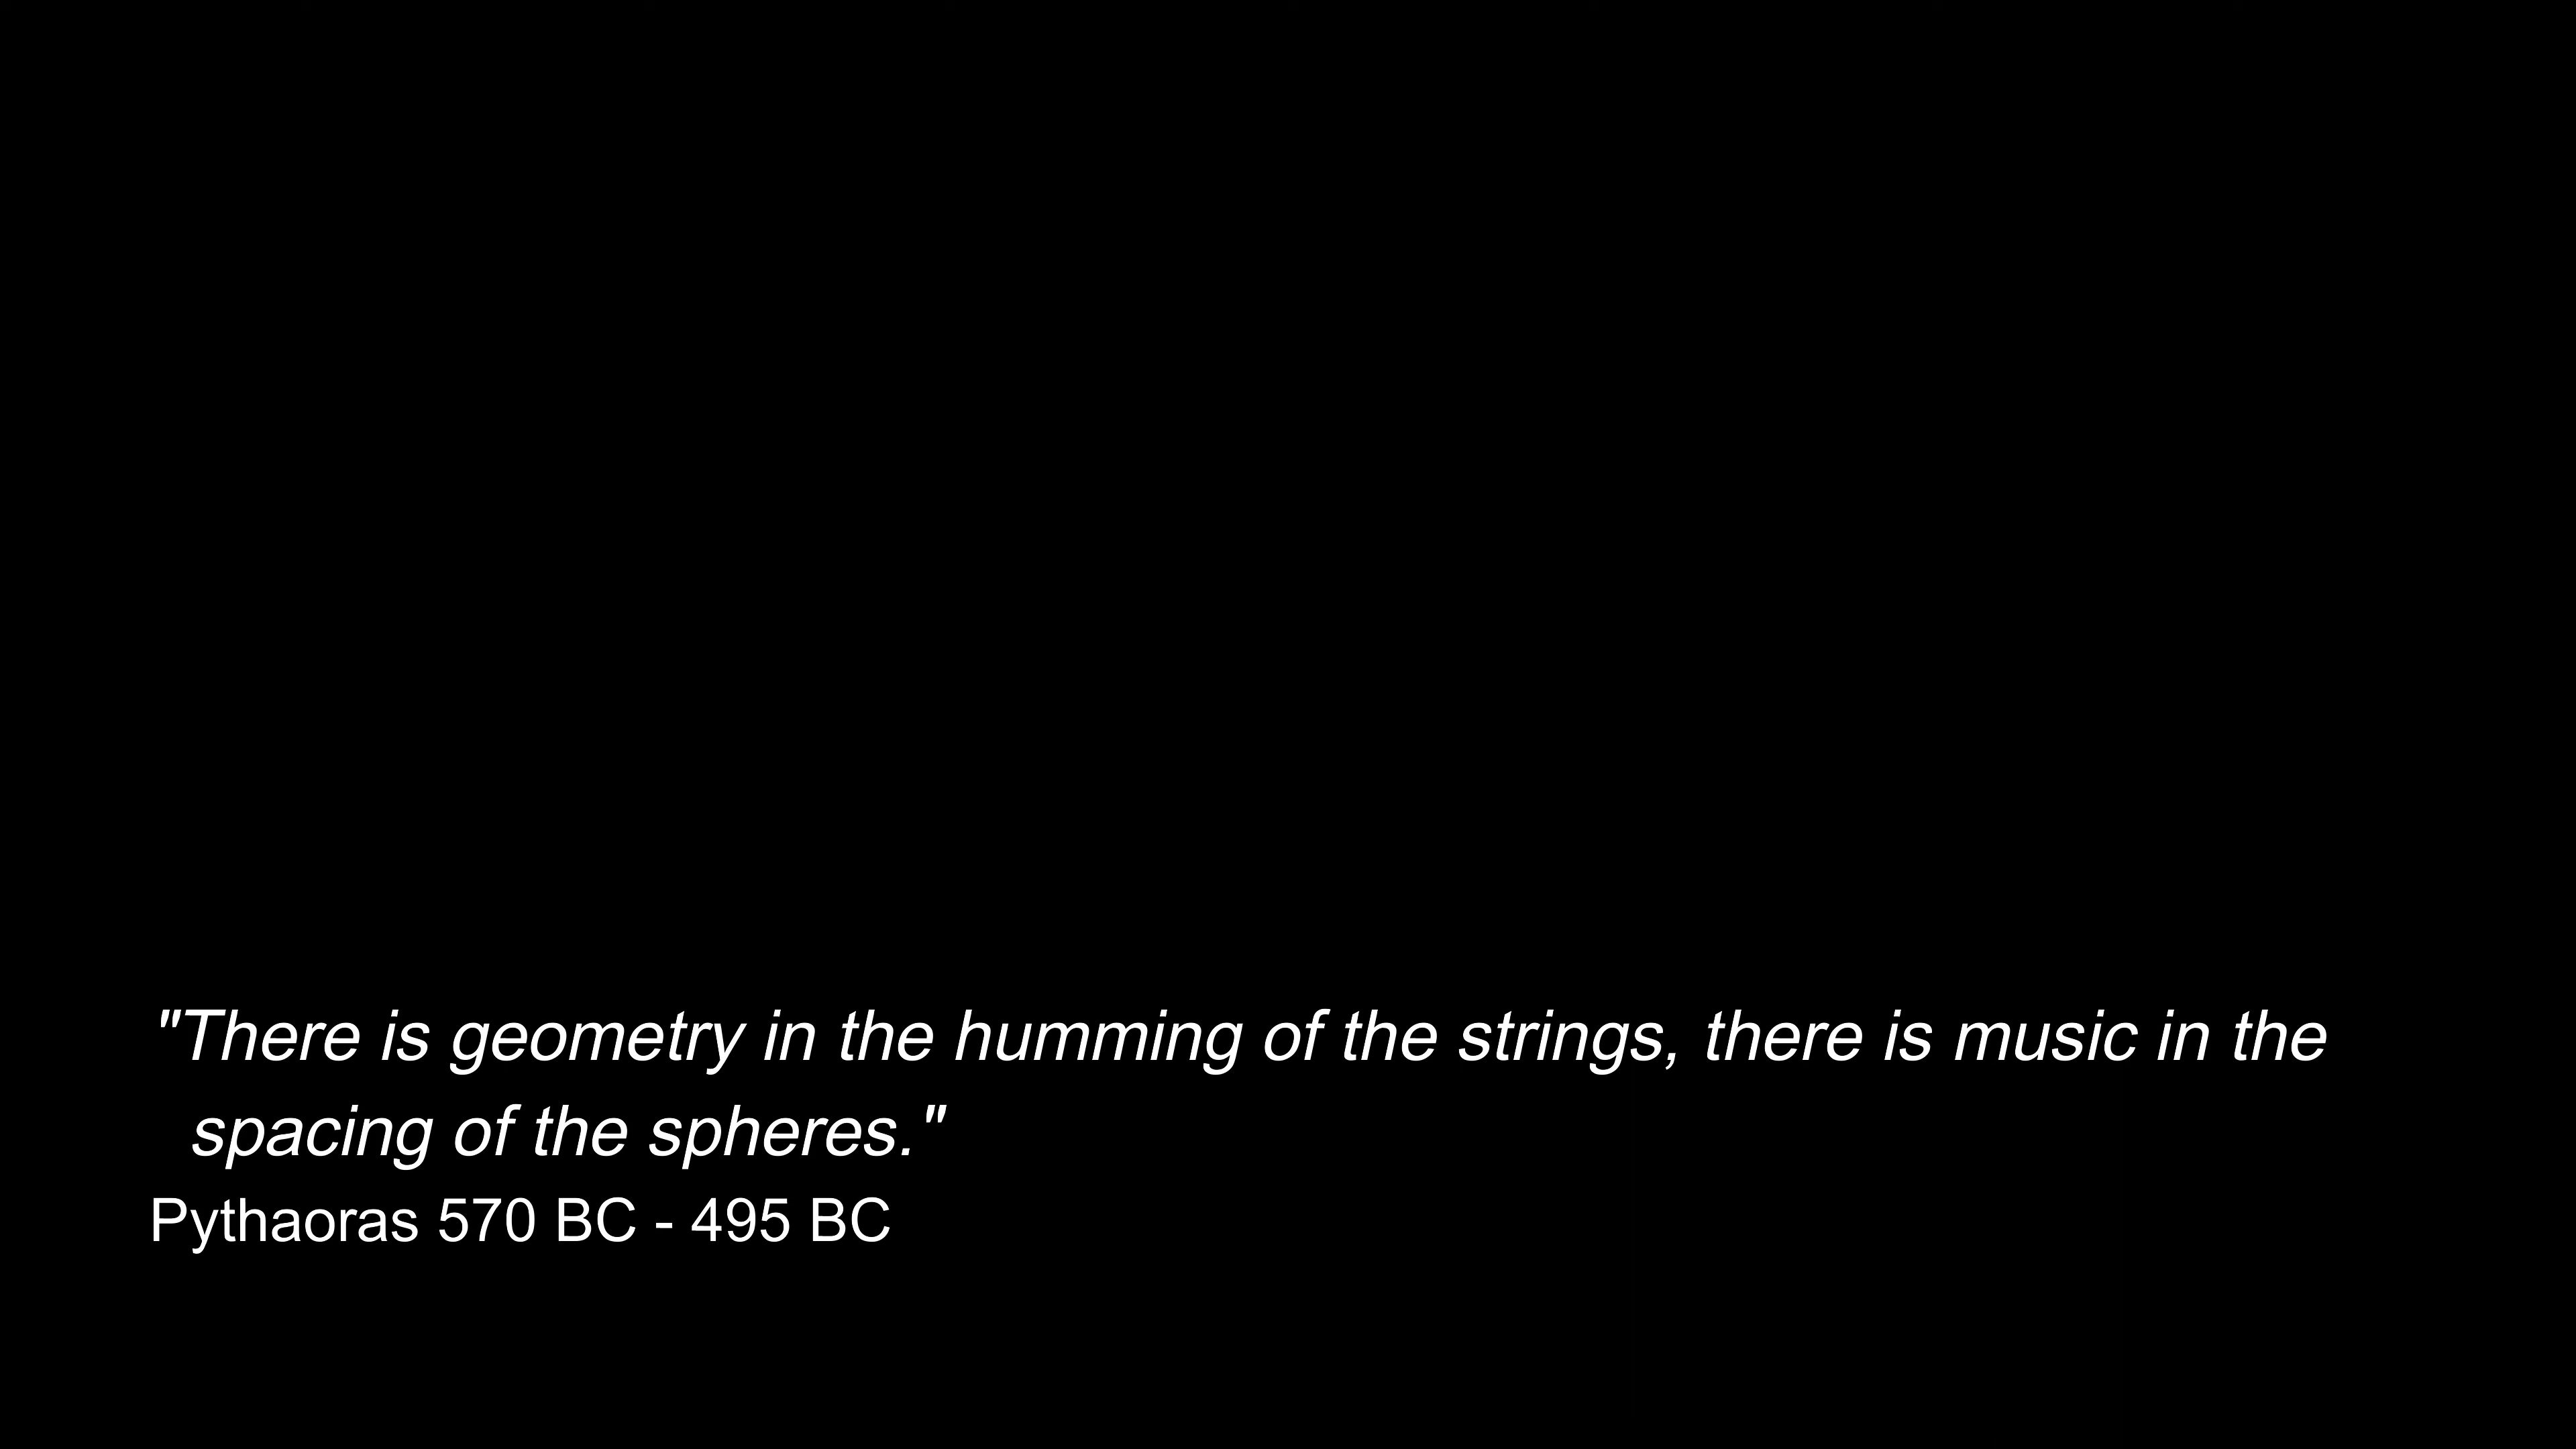 "There is geometry in the humming of the strings, there is music in the
spacing of the spheres."
Pythaoras 570 BC - 495 BC